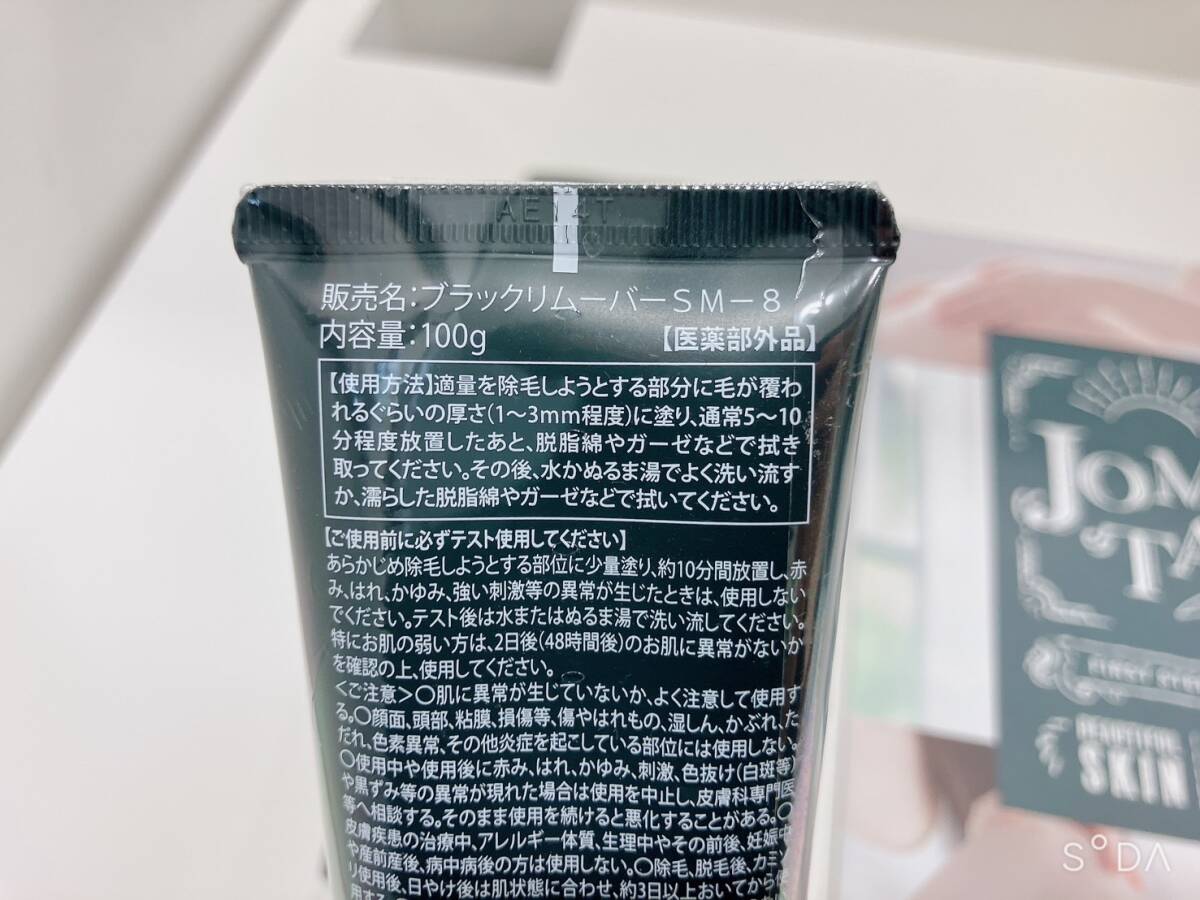 AE14T
販売名:ブラックリムーバーSM-8
内容量:100g 【医薬部外品】
【使用方法】適量を除毛しようとする部分に毛が覆わ
れるぐらいの厚さ(1〜3mm程度)に塗り、通常5〜10
分程度放置したあと、脱脂綿やガーゼなどで拭き
取ってください。その後、水かぬるま湯でよく洗い流す
か、濡らした脱脂綿やガーゼなどで拭いてください。
【ご使用前に必ずテスト使用してください】
あらかじめ除毛しようとする部位に少量塗り、約10分間放置し、赤
み、はれ、かゆみ、強い刺激等の異常が生じたときは、使用しない
でください。テスト後は水またはぬるま湯で洗い流してください。
特にお肌の弱い方は、2日後(48時間後)のお肌に異常がないか
を確認の上、使用してください。
<ご注意>〇肌に異常が生じていないか、よく注意して使用す
る。〇顔面、頭部、粘膜、損傷等、傷やはれもの、湿しん、かぶれ、た
だれ、色素異常、その他炎症を起こしている部位には使用しない。
〇使用中や使用後に赤み、はれ、かゆみ、刺激、色抜け(白斑等)
や黒ずみ等の異常が現れた場合は使用を中止し、皮膚科専門医
等へ相談する。そのまま使用を続けると悪化することがある。〇
皮膚疾患の治療中、アレルギー体質、生理中やその前後、妊娠中
や産前産後、病中病後の方は使用しない。〇除毛、脱毛後、カミソ
リ使用後、日やけ後は肌状態に合わせ、約3日以上おいてから使
BEAUTIFUL
SKIN
SODA